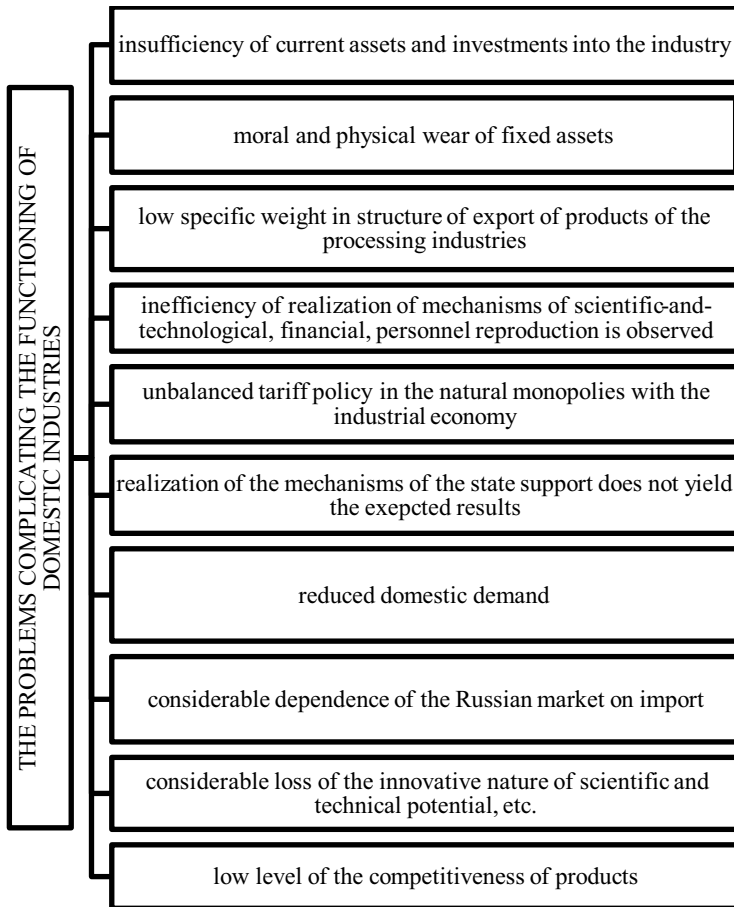 THE PROBLEMS COMPLICATING THE FUNCTIONING OF
DOMESTIC INDUSTRIES
insufficiency of current assets and investments into the industry
moral and physical wear of fixed assets
low specific weight in structure of export of products of the
processing industries
inefficiency of realization of mechanisms of scientific-and-
technological, financial, personnel reproduction is observed
unbalanced tariff policy in the natural monopolies with the
industrial economy
realization of the mechanisms of the state support does not yield
the exepcted results
reduced domestic demand
considerable dependence of the Russian market on import
considerable loss of the innovative nature of scientific and
technical potential, etc.
low level of the competitiveness of products